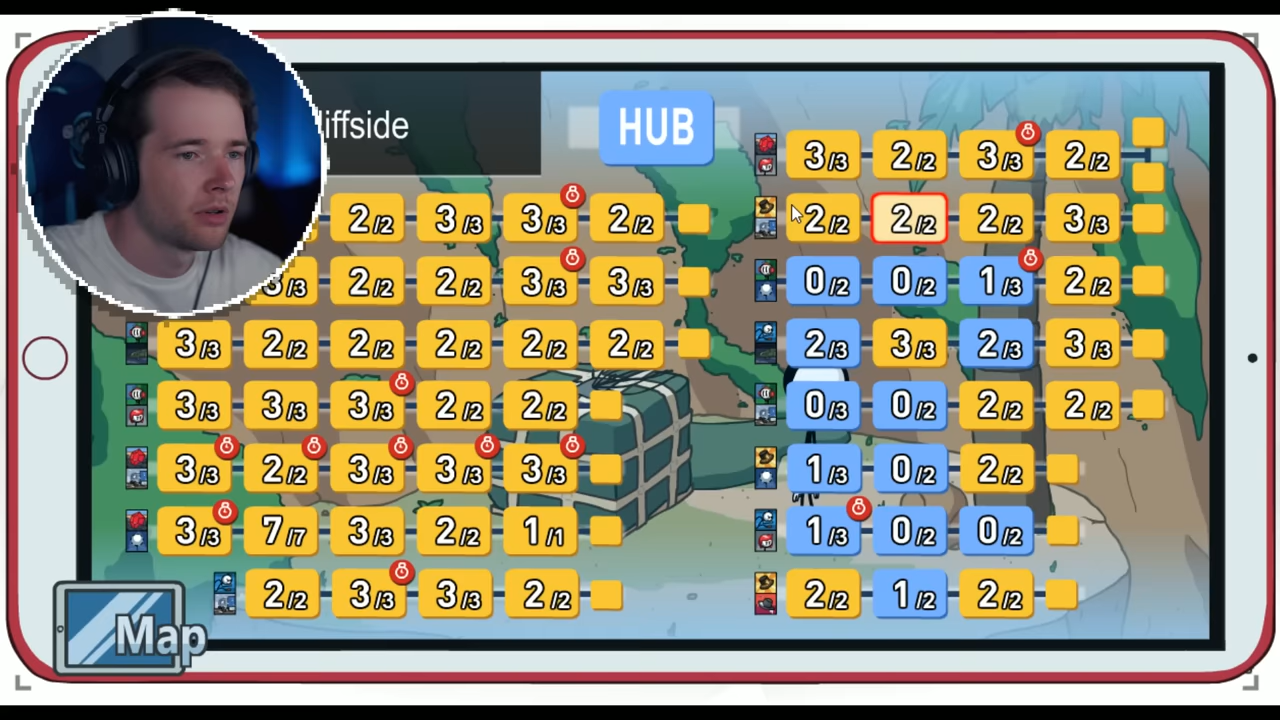 liffside
HUB
3/3 2/2 3/3 2/2
2/2 3/3 3/3 2/2
2/2 2/2 2/2 3/3
3/3 2/2 2/2 3/3 3/3
0/2 0/2 1/3 2/2
3/3 2/2 2/2 2/2 2/2 2/2
2/3 3/3 2/3 3/3
3/3 3/3 3/3 2/2 2/2
0/3 0/2 2/2 2/2
3/3 2/2 3/3 3/3 3/3
1/3 0/2 2/2
3/3 7/7 3/3 2/2 1/1
1/3 0/2 0/2
2/2 3/3 3/3 2/2
2/2 1/2 2/2
Map